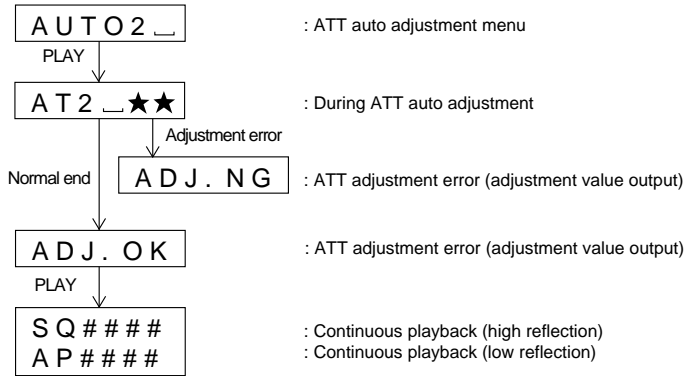 AUTO2⎵ : ATT auto adjustment menu
PLAY
AT2⎵★★ : During ATT auto adjustment
Adjustment error
Normal end
ADJ. NG : ATT adjustment error (adjustment value output)
ADJ. OK : ATT adjustment error (adjustment value output)
PLAY
SQ#### : Continuous playback (high reflection)
AP#### : Continuous playback (low reflection)